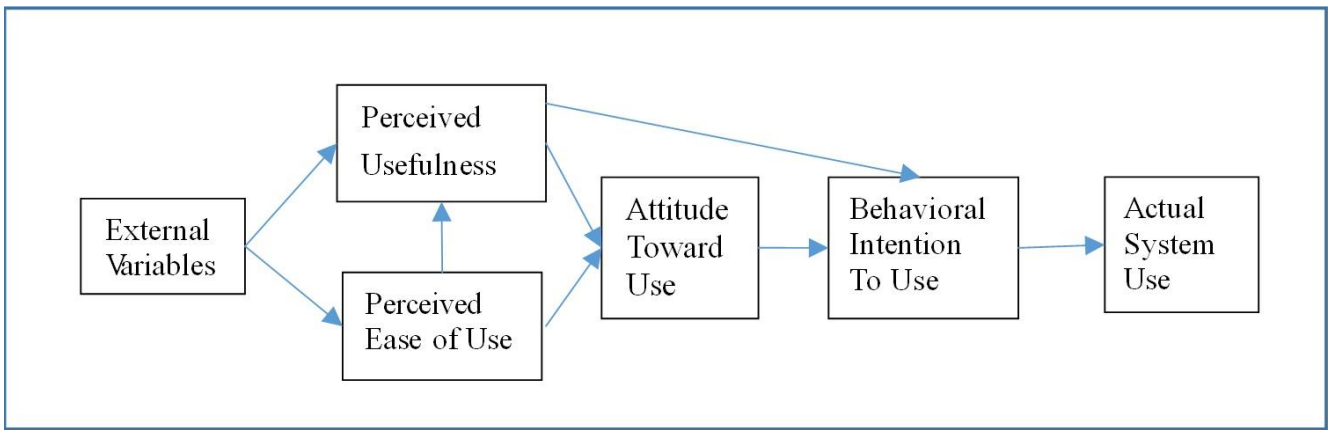 External
Variables
Perceived
Usefulness
Perceived
Ease of Use
Attitude
Toward
Use
Behavioral
Intention
To Use
Actual
System
Use